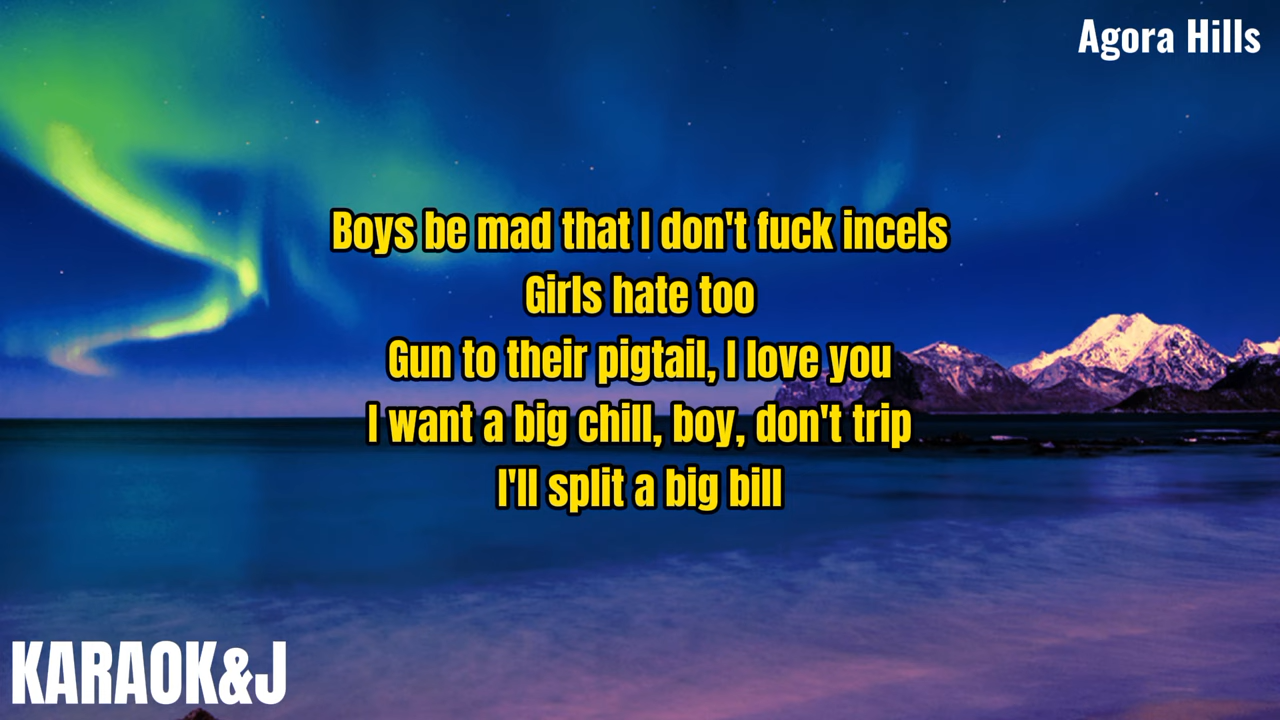 Agora Hills
Boys be mad that I don't fuck incels
Girls hate too
Gun to their pigtail, I love you
I want a big chill, boy, don't trip
I'll split a big bill
KARAOK&J